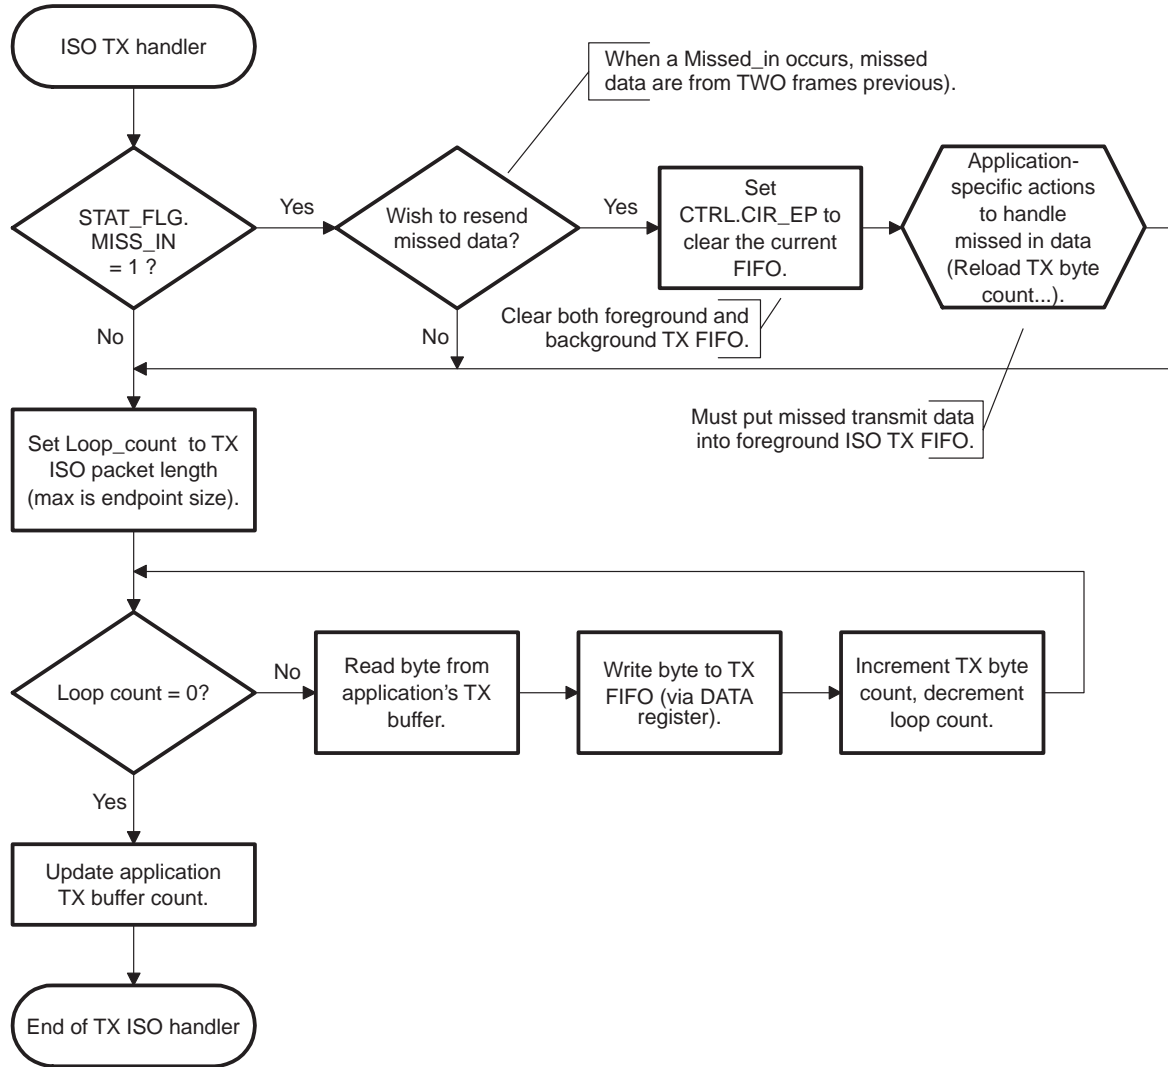 ISO TX handler
When a Missed_in occurs, missed
data are from TWO frames previous).
STAT_FLG.
MISS_IN
= 1 ?
Yes
Wish to resend
missed data?
Yes
Set
CTRL.CIR_EP to
clear the current
FIFO.
Application-
specific actions
to handle
missed in data
(Reload TX byte
count...).
No
No
Clear both foreground and
background TX FIFO.
Must put missed transmit data
into foreground ISO TX FIFO.
Set Loop_count to TX
ISO packet length
(max is endpoint size).
Loop count = 0?
No
Read byte from
application's TX
buffer.
Write byte to TX
FIFO (via DATA
register).
Increment TX byte
count, decrement
loop count.
Yes
Update application
TX buffer count.
End of TX ISO handler